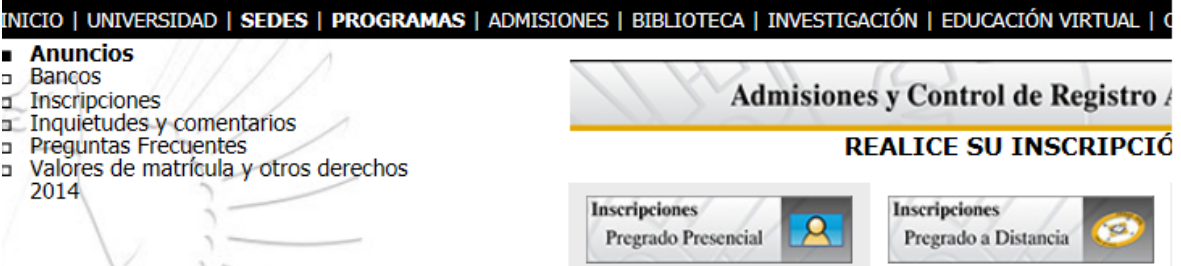 INICIO | UNIVERSIDAD | SEDES | PROGRAMAS | ADMISIONES | BIBLIOTECA | INVESTIGACIÓN | EDUCACIÓN VIRTUAL |
Anuncios
Bancos
Inscripciones
Inquietudes y comentarios
Preguntas Frecuentes
Valores de matrícula y otros derechos
2014
Admisiones y Control de Registro
REALICE SU INSCRIPCIÓ
Inscripciones
Pregrado Presencial
Inscripciones
Pregrado a Distancia